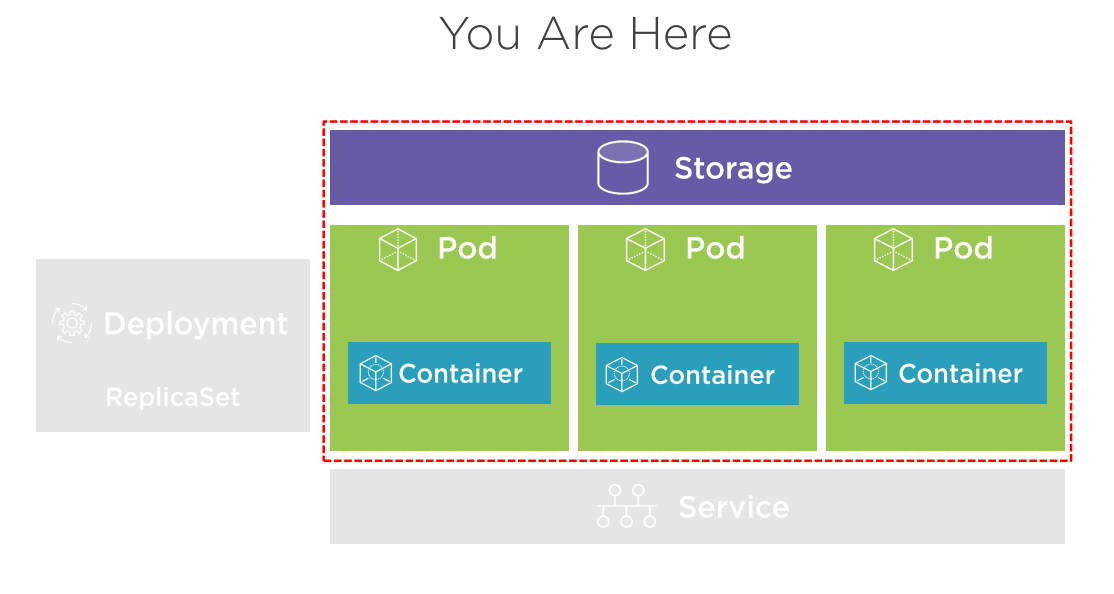 You Are Here
Storage
Pod
Pod
Pod
Container
Container
Container
Deployment
ReplicaSet
Service